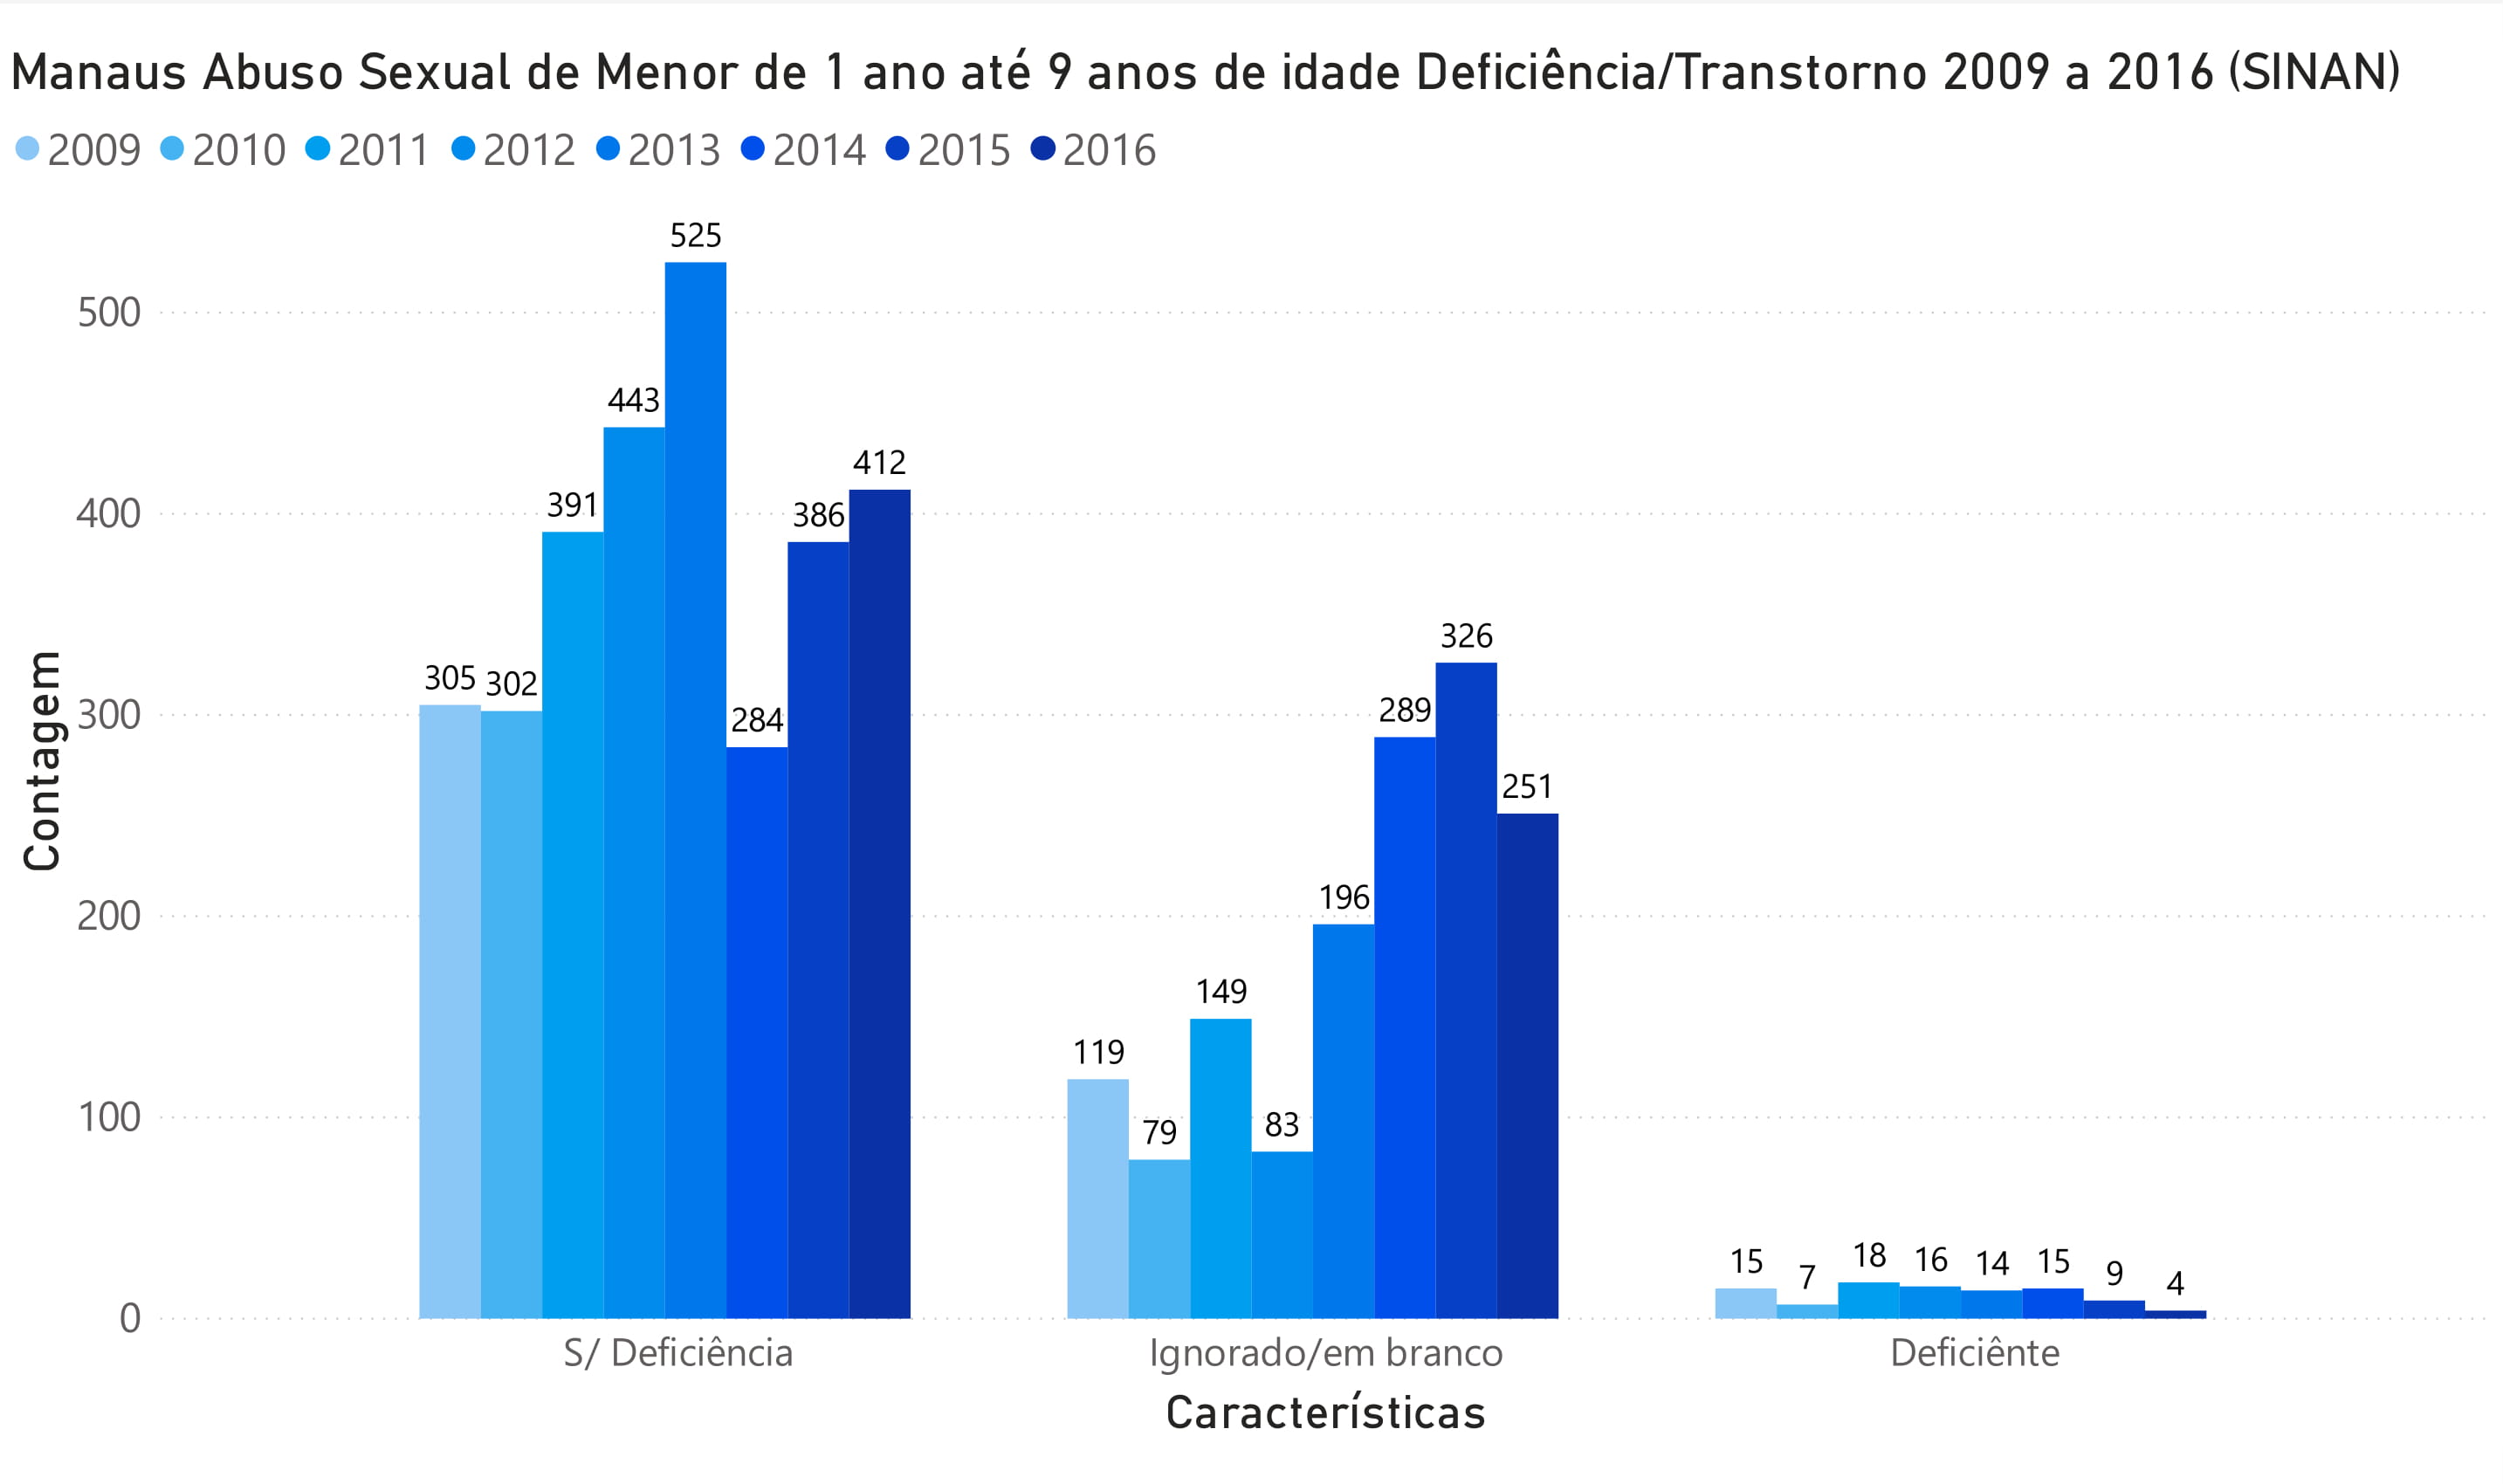 Manaus Abuso Sexual de Menor de 1 ano até 9 anos de idade Deficiência/Transtorno 2009 a 2016 (SINAN)
2009 2010 2011 2012 2013 2014 2015 2016
Contagem
500
400
300
200
100
0
305 302 391 443 525 284 386 412
119 79 149 83 196 289 326 251
15 7 18 16 14 15 9 4
S/ Deficiência Ignorado/em branco Deficiênte
Características